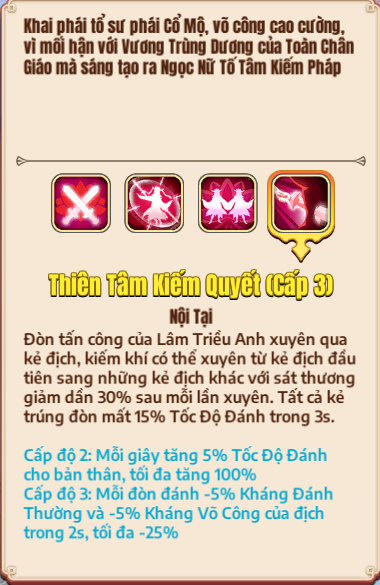 Khai phái tổ sư phái Cổ Mộ, võ công cao cường,
vì mối hận với Vương Trùng Dương của Toàn Chân
Giáo mà sáng tạo ra Ngọc Nữ Tố Tâm Kiếm Pháp
Thiên Tâm Kiếm Quyết (Cấp 3)
Nội Tại
Đòn tấn công của Lâm Triều Anh xuyên qua
kẻ địch, kiếm khí có thể xuyên từ kẻ địch đầu
tiên sang những kẻ địch khác với sát thương
giảm dần 30% sau mỗi lần xuyên. Tất cả kẻ
trúng đòn mất 15% Tốc Độ Đánh trong 3s.
Cấp độ 2: Mỗi giây tăng 5% Tốc Độ Đánh
cho bản thân, tối đa tăng 100%
Cấp độ 3: Mỗi đòn đánh -5% Kháng Đánh
Thường và -5% Kháng Võ Công của địch
trong 2s, tối đa -25%